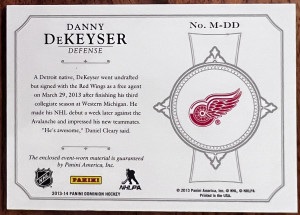 DANNY
DEKEYSER
DEFENSE
No. M-DD
A Detroit native, DeKeyser went undrafted
but signed with the Red Wings as a free agent
on March 29, 2013 after finishing his third
collegiate season at Western Michigan. He
made his NHL debut a week later against the
Avalanche and impressed his new teammates.
"He's awesome," Daniel Cleary said.
The enclosed event-worn material is guaranteed
by Panini America, Inc.
NHL
PANINI
NHLPA
2013-14 PANINI DOMINION HOCKEY
© 2013 Panini America, Inc. © NHL, © NHLPA
Printed in the USA.